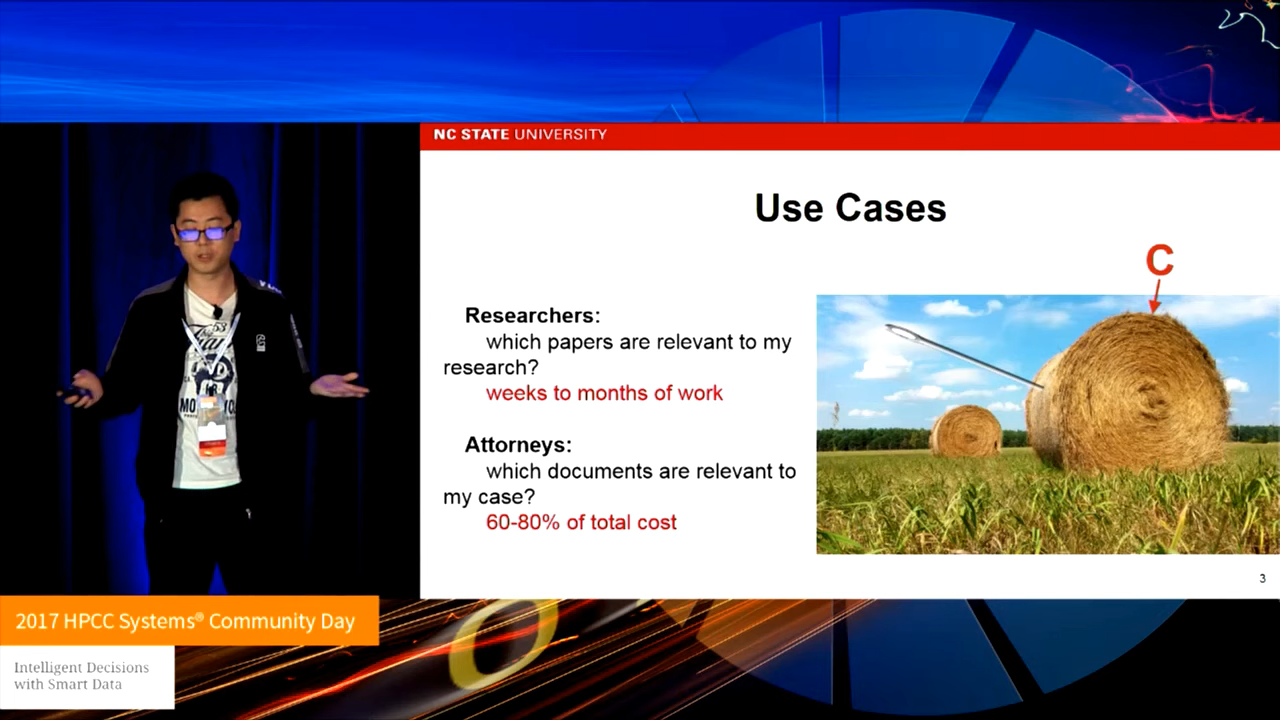 NC STATE UNIVERSITY
Use Cases
C
Researchers:
which papers are relevant to my
research?
weeks to months of work
Attorneys:
which documents are relevant to
my case?
60-80% of total cost
3
2017 HPCC Systems® Community Day
Intelligent Decisions
with Smart Data